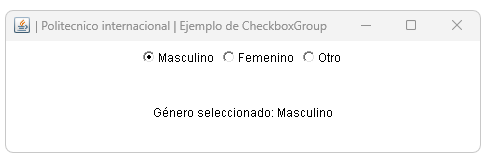 | Politecnico internacional | Ejemplo de CheckboxGroup
Masculino Femenino Otro
Género seleccionado: Masculino